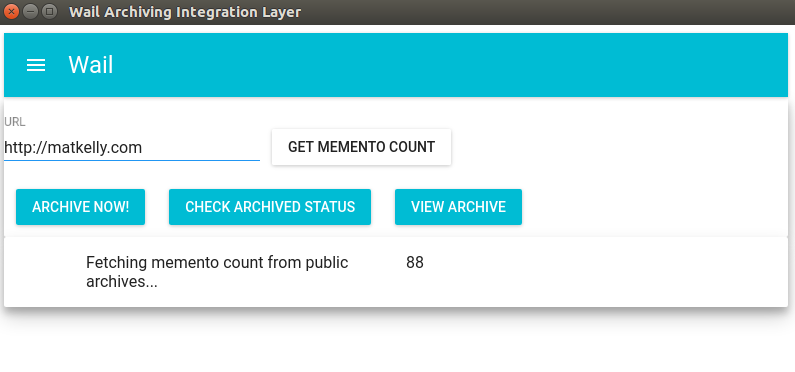 Wail Archiving Integration Layer
Wail
URL
http://matkelly.com
GET MEMENTO COUNT
ARCHIVE NOW!
CHECK ARCHIVED STATUS
VIEW ARCHIVE
Fetching memento count from public
archives...
88